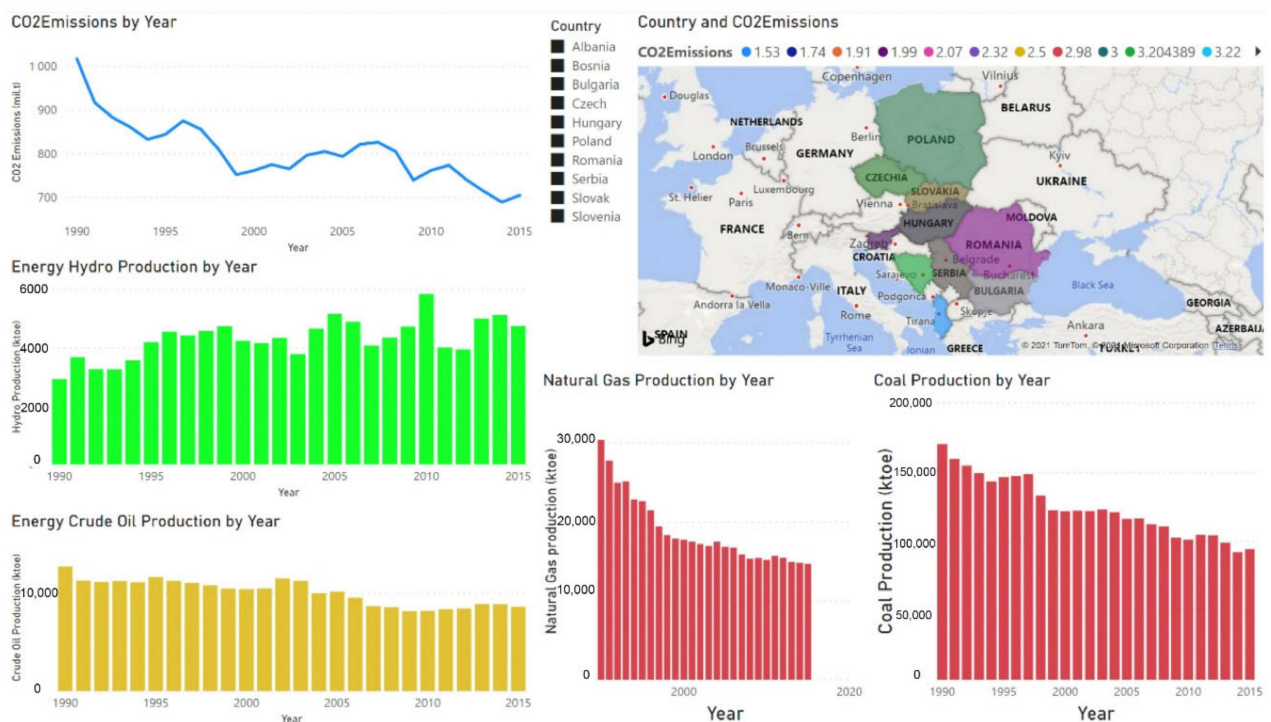 CO2Emissions by Year
CO2 Emissions (mil.t)
1 000
900
800
700
1990 1995 2000 2005 2010 2015
Year
Country
Albania
Bosnia
Bulgaria
Czech
Hungary
Poland
Romania
Serbia
Slovak
Slovenia
Country and CO2Emissions
CO2Emissions 1.53 1.74 1.91 1.99 2.07 2.32 2.5 2.98 3 3.204389 3.22
Copenhagen
Vilnius
Douglas
BELARUS
NETHERLANDS
Berlin
POLAND
London
Brussels
GERMANY
Kyiv
CZECHIA
Luxembourg
SLOVAKIA
UKRAINE
St. Helier
Paris
Vienna
Bratislava
HUNGARY
MOLDOVA
FRANCE
Bern
Zagreb
ROMANIA
CROATIA
Belgrade
Sarajevo
SERBIA
Bucharest
Monaco-Ville
ITALY
BULGARIA
Black Sea
Andorra la Vella
Podgorica
Skopje
GEORGIA
Rome
Tirana
Ankara
AZERBAIJ
SPAIN
Bing
Tyrrhenian
Sea
Ionian
GREECE
TURKEY
© 2021 TomTom, © 2021 Microsoft Corporation Terms
Energy Hydro Production by Year
Hydro Production (ktoe)
6000
4000
2000
0
1990 1995 2000 2005 2010 2015
Year
Energy Crude Oil Production by Year
Crude Oil Production (ktoe)
10,000
0
1990 1995 2000 2005 2010 2015
Year
Natural Gas Production by Year
Natural Gas production (ktoe)
30,000
20,000
10,000
0
2000 2020
Year
Coal Production by Year
Coal Production (ktoe)
200,000
150,000
100,000
50,000
0
1990 1995 2000 2005 2010 2015
Year